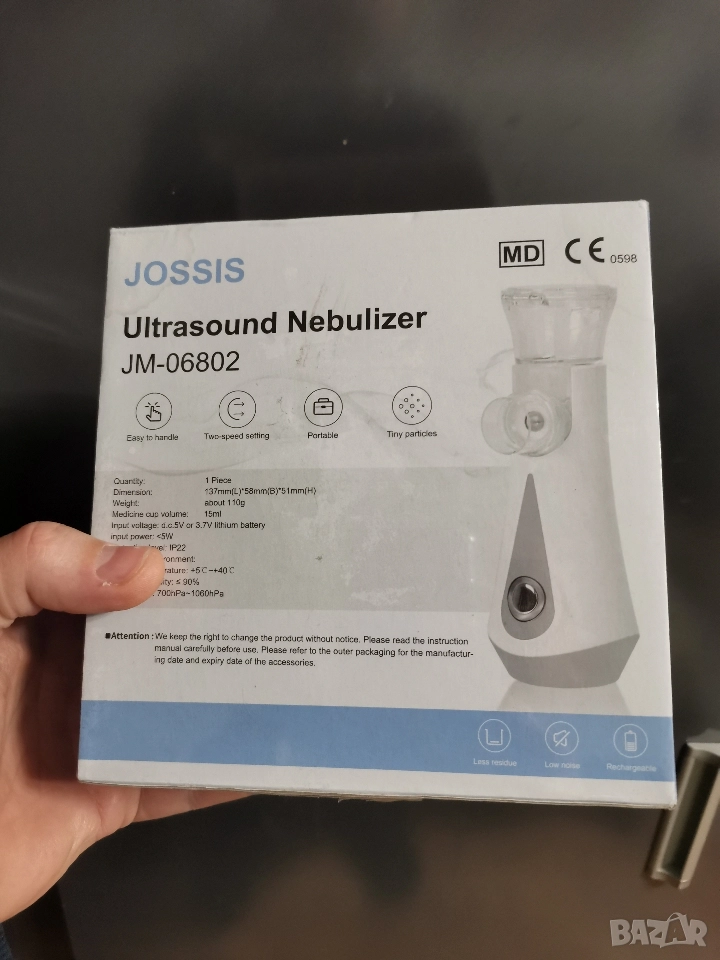 JOSSIS
MD CE 0598
Ultrasound Nebulizer
JM-06802
Easy to handle
Two-speed setting
Portable
Tiny particles
Quantity: 1 Piece
Dimension: 137mm(L)*58mm(B)*51mm(H)
Weight: about 110g
Medicine cup volume: 15ml
Input voltage: d.c.5V or 3.7V lithium battery
Input power: <5W
IP22
+5℃~+40℃
≤ 90%
700hPa~1060hPa
■Attention : We keep the right to change the product without notice. Please read the instruction
manual carefully before use. Please refer to the outer packaging for the manufactur-
ing date and expiry date of the accessories.
Less residue
Low noise
Rechargeable
BAZAR